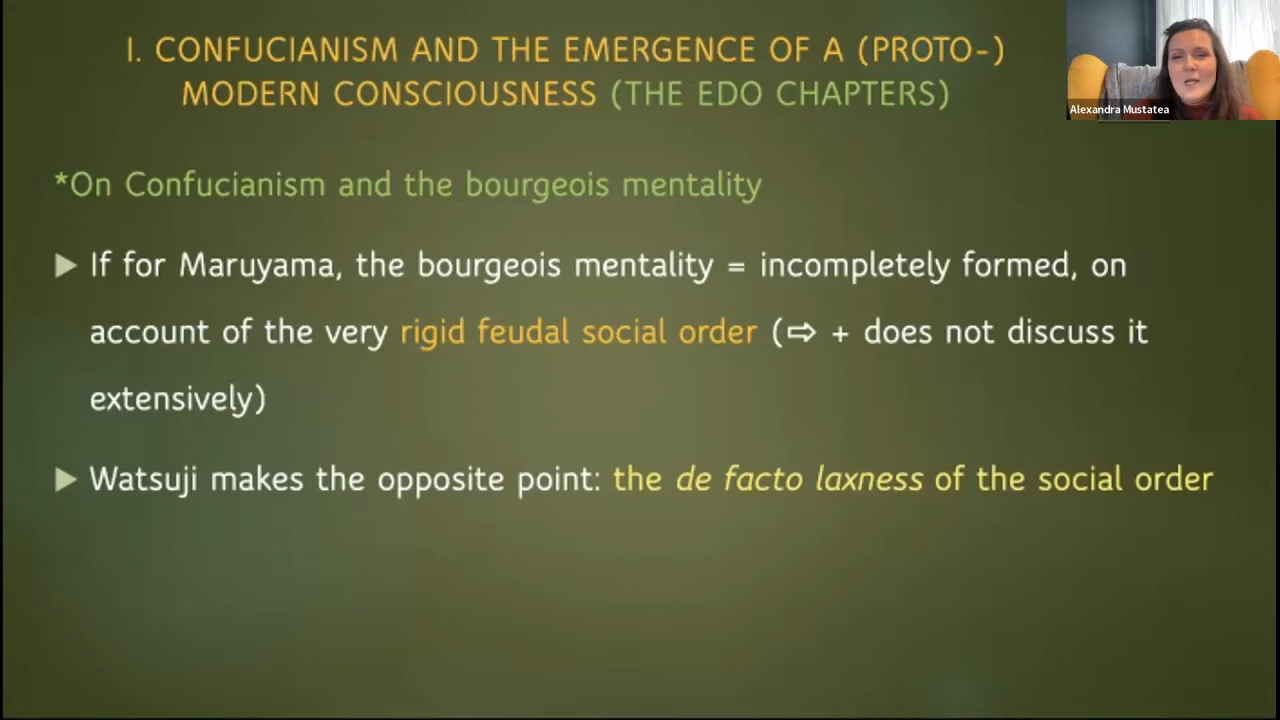 I. CONFUCIANISM AND THE EMERGENCE OF A (PROTO-)
MODERN CONSCIOUSNESS (THE EDO CHAPTERS)
Alexandra Mustatea
*On Confucianism and the bourgeois mentality
▶ If for Maruyama, the bourgeois mentality = incompletely formed, on
account of the very rigid feudal social order (⇨ + does not discuss it
extensively)
▶ Watsuji makes the opposite point: the de facto laxness of the social order